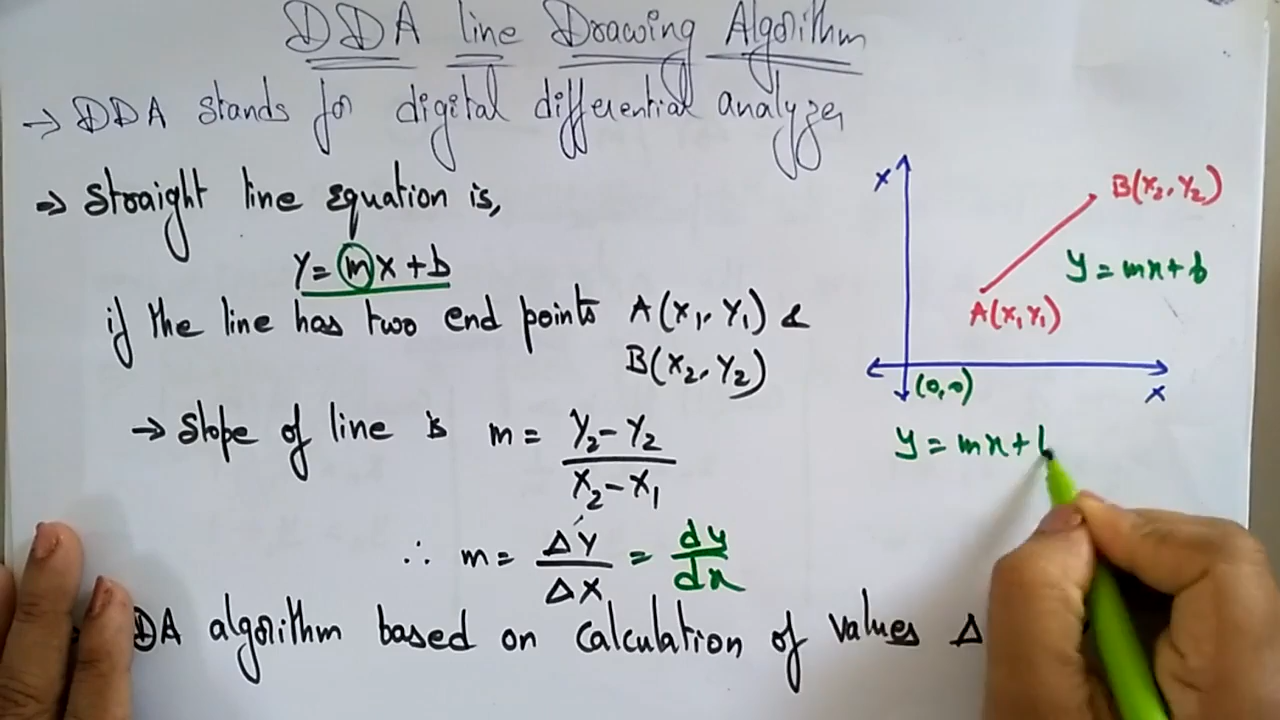 DDA line Drawing Algorithm
→ DDA stands for digital differential analyzer
→ Straight line Equation is,
Y = mX + b
if the line has two end points A(X₁, Y₁) &
B(X₂, Y₂)
→ Slope of line is m = Y₂ − Y₂ / X₂ − X₁
∴ m = ΔY / ΔX = dy / dx
DA algorithm based on Calculation of values Δ
X
B(X₂, Y₂)
y = mx + b
A(X₁ Y₁)
(0,0)
X
y = mx +